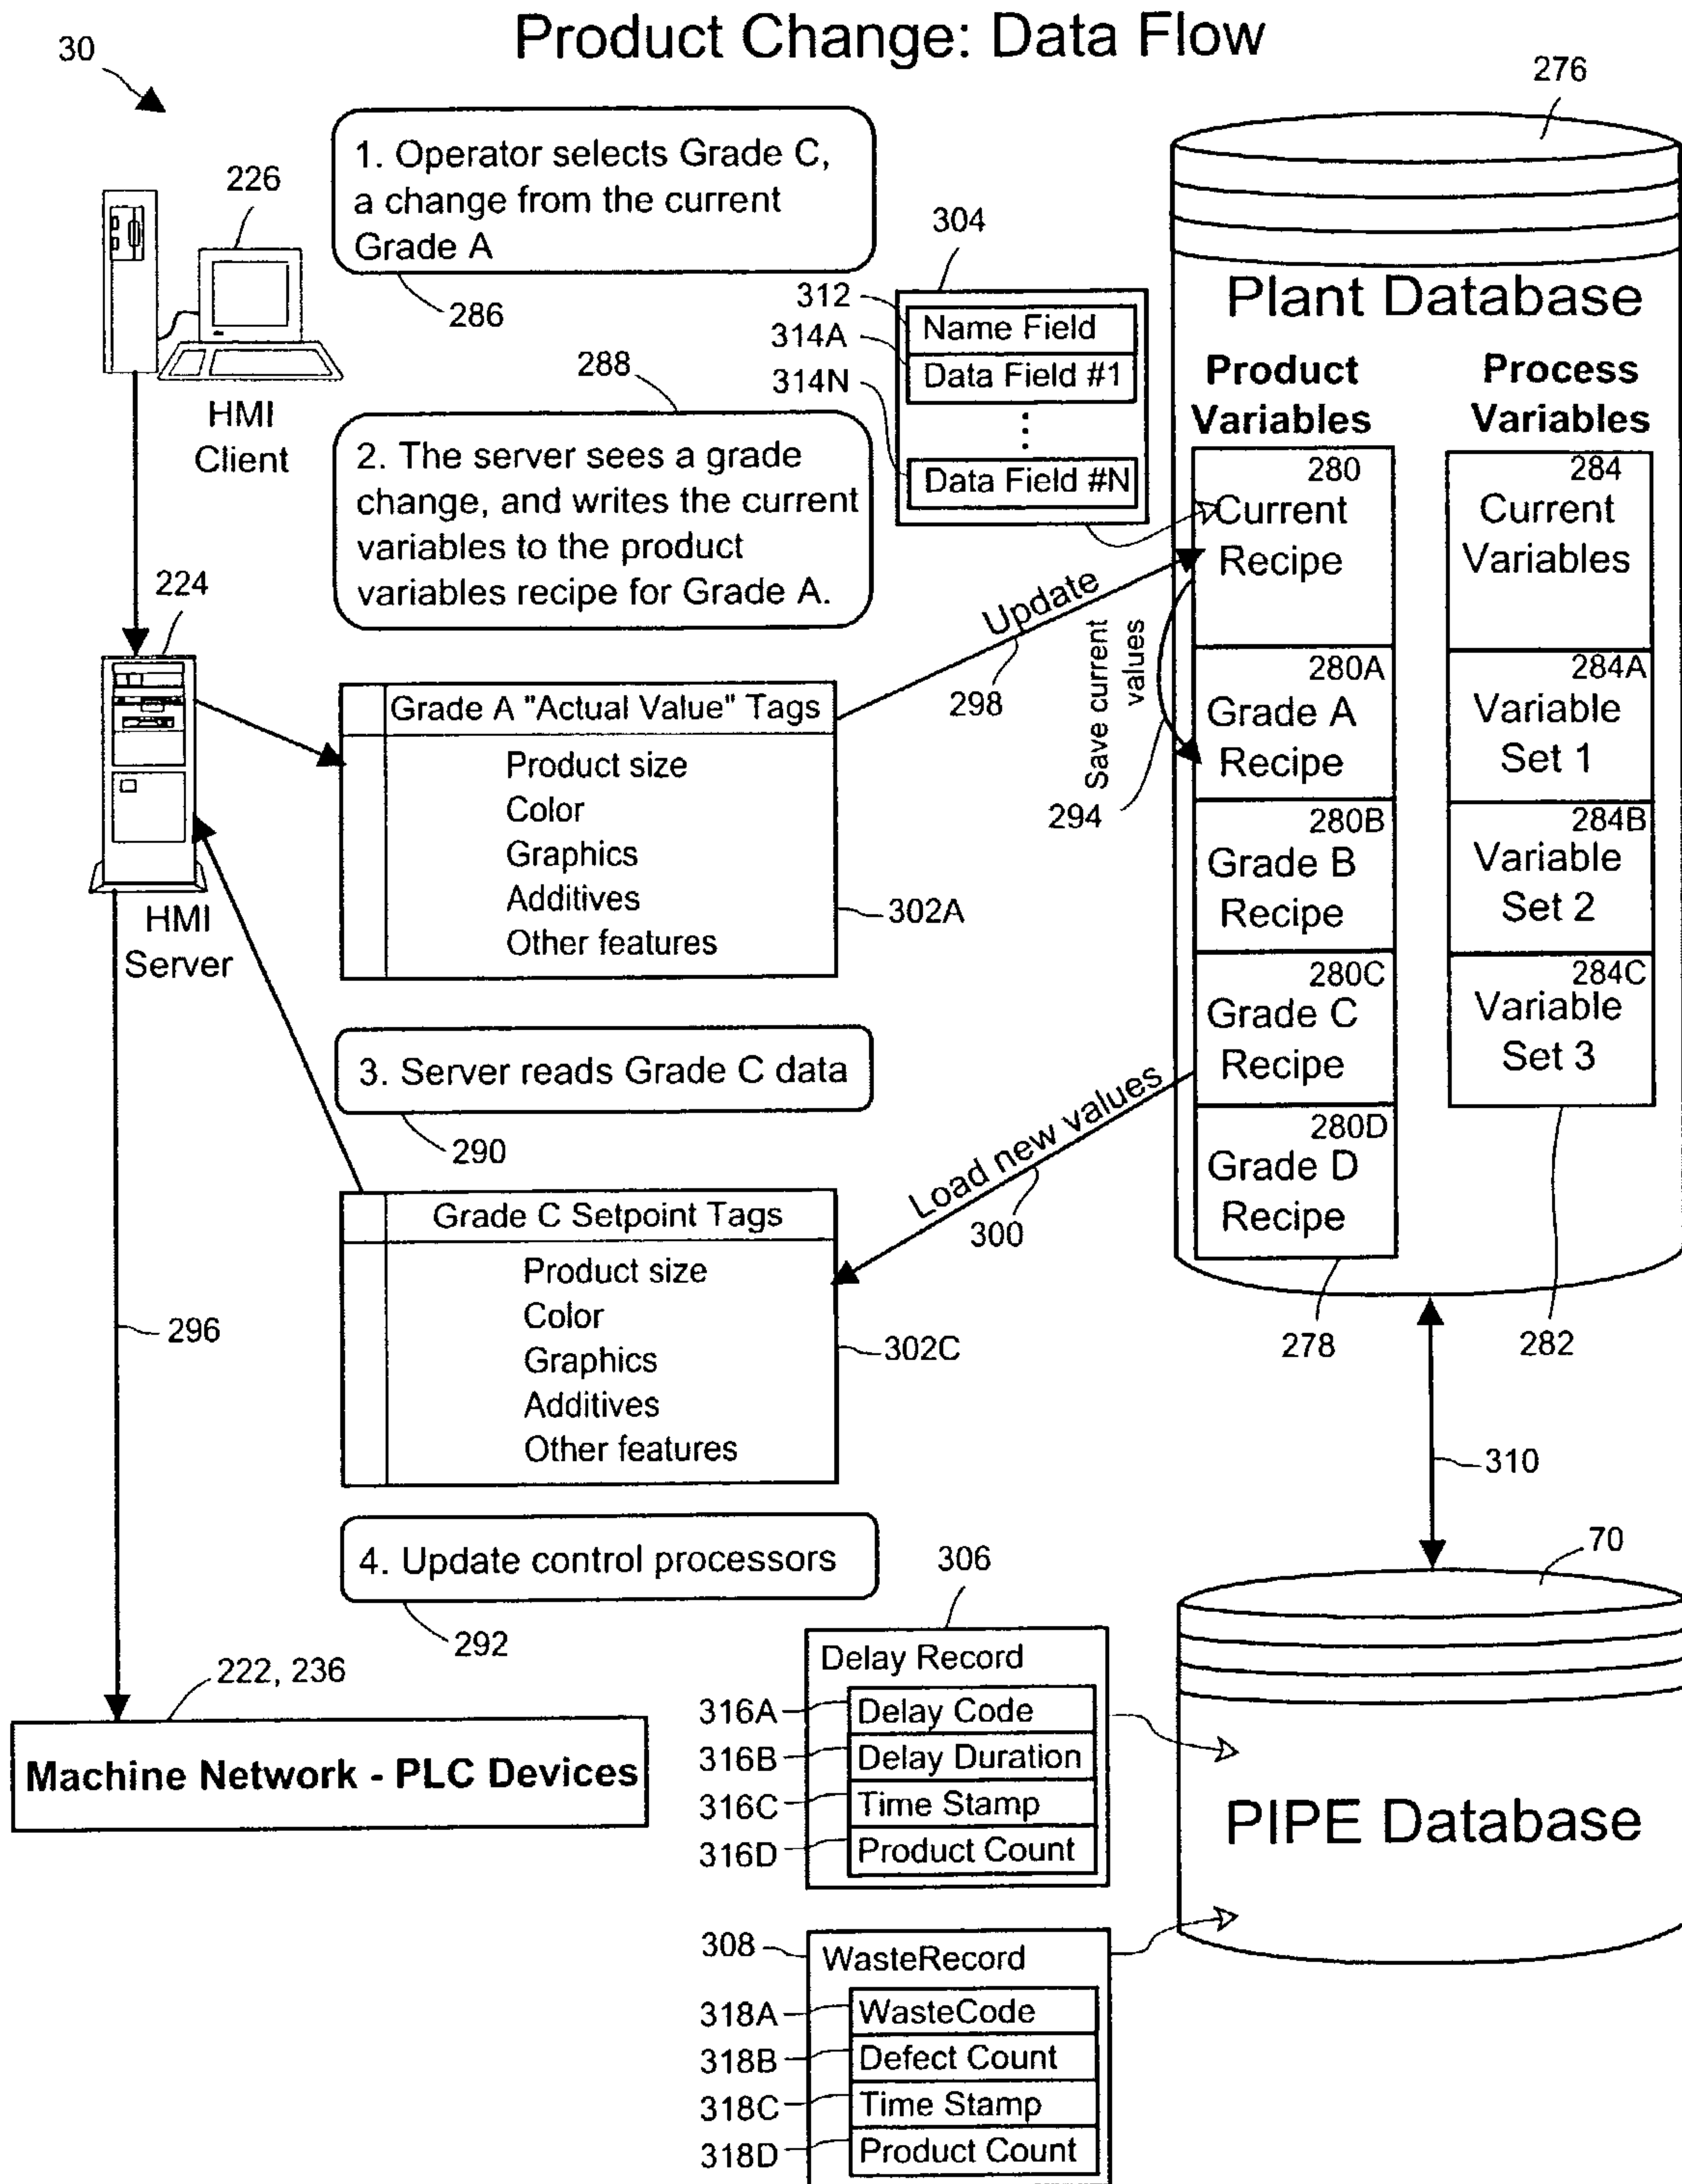 Product Change: Data Flow
30
276
1. Operator selects Grade C,
a change from the current
Grade A
286
226
HMI
Client
304
312
314A
314N
Name Field
Data Field #1
Data Field #N
288
2. The server sees a grade
change, and writes the current
variables to the product
variables recipe for Grade A.
Plant Database
Product
Variables
Process
Variables
280
Current
Recipe
284
Current
Variables
280A
Grade A
Recipe
284A
Variable
Set 1
280B
Grade B
Recipe
284B
Variable
Set 2
280C
Grade C
Recipe
284C
Variable
Set 3
280D
Grade D
Recipe
278
282
224
HMI
Server
Update
298
Save current
values
294
Grade A "Actual Value" Tags
Product size
Color
Graphics
Additives
Other features
302A
3. Server reads Grade C data
290
Load new values
300
Grade C Setpoint Tags
Product size
Color
Graphics
Additives
Other features
302C
296
310
4. Update control processors
292
222, 236
Machine Network - PLC Devices
306
Delay Record
316A
Delay Code
316B
Delay Duration
316C
Time Stamp
316D
Product Count
70
PIPE Database
308
WasteRecord
318A
WasteCode
318B
Defect Count
318C
Time Stamp
318D
Product Count